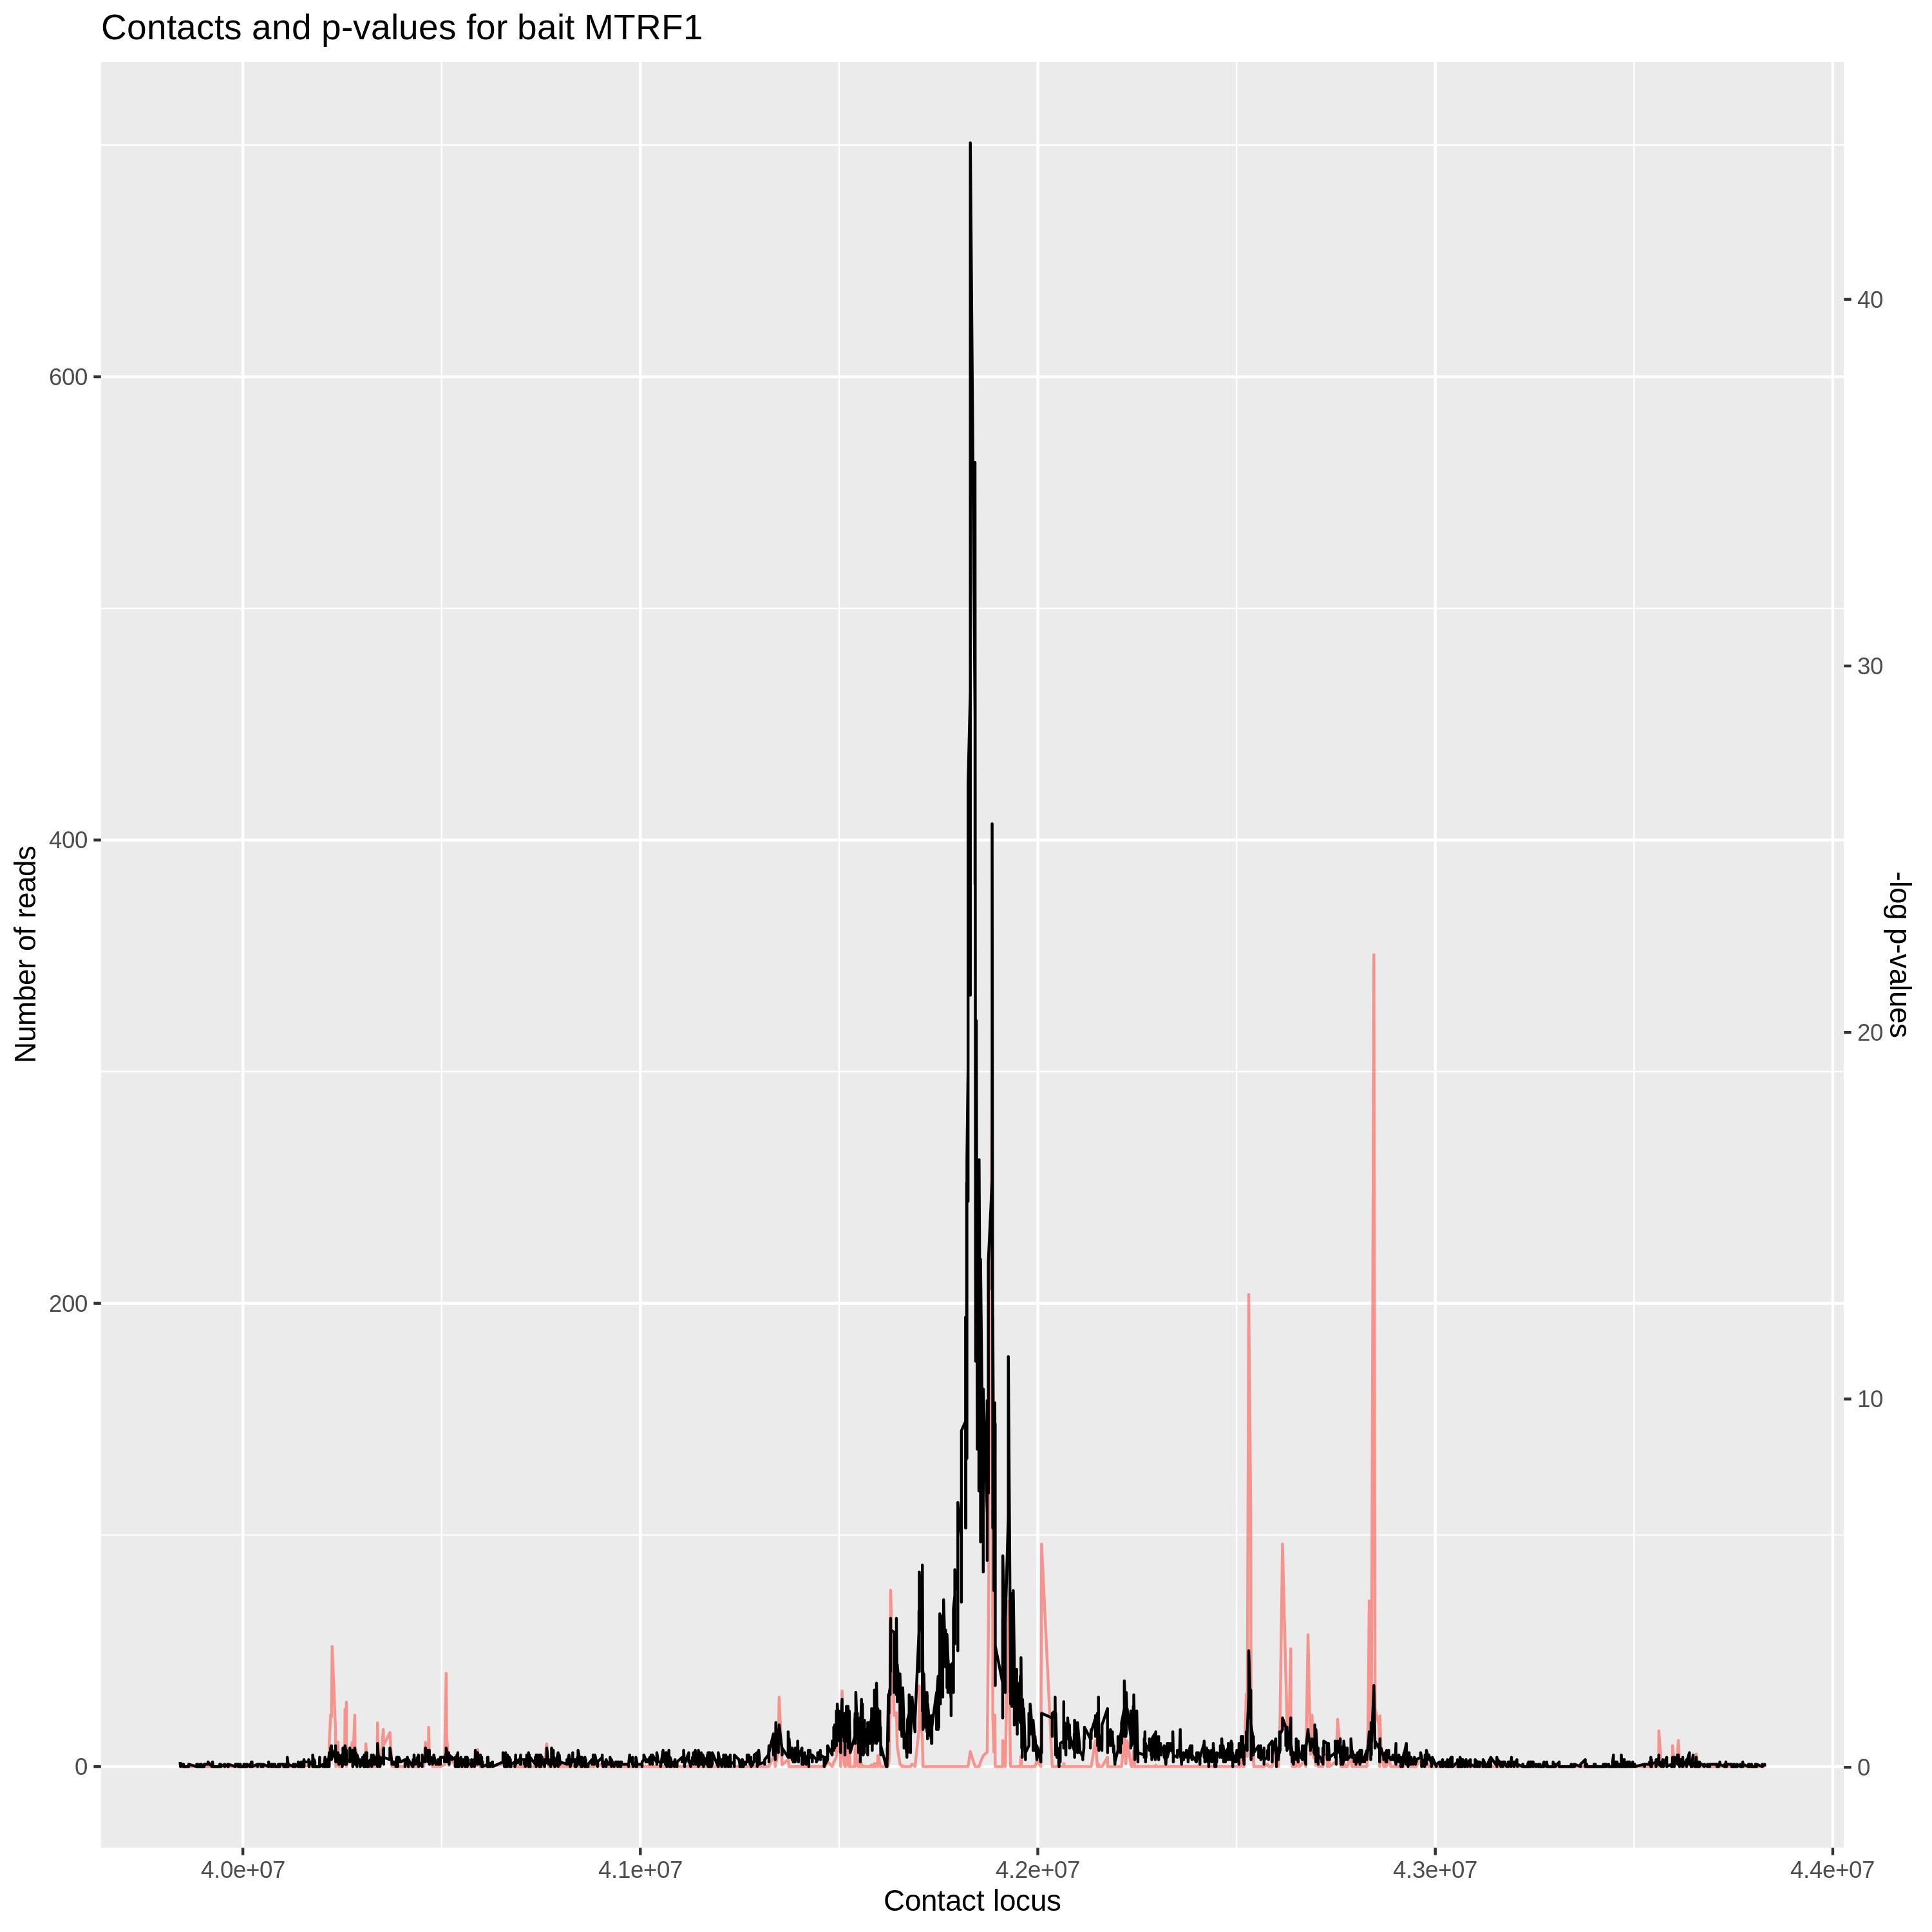 Contacts and p-values for bait MTRF1
Number of reads
600
400
200
0
40
30
20
10
0
-log p-values
4.0e+07
4.1e+07
4.2e+07
4.3e+07
4.4e+07
Contact locus